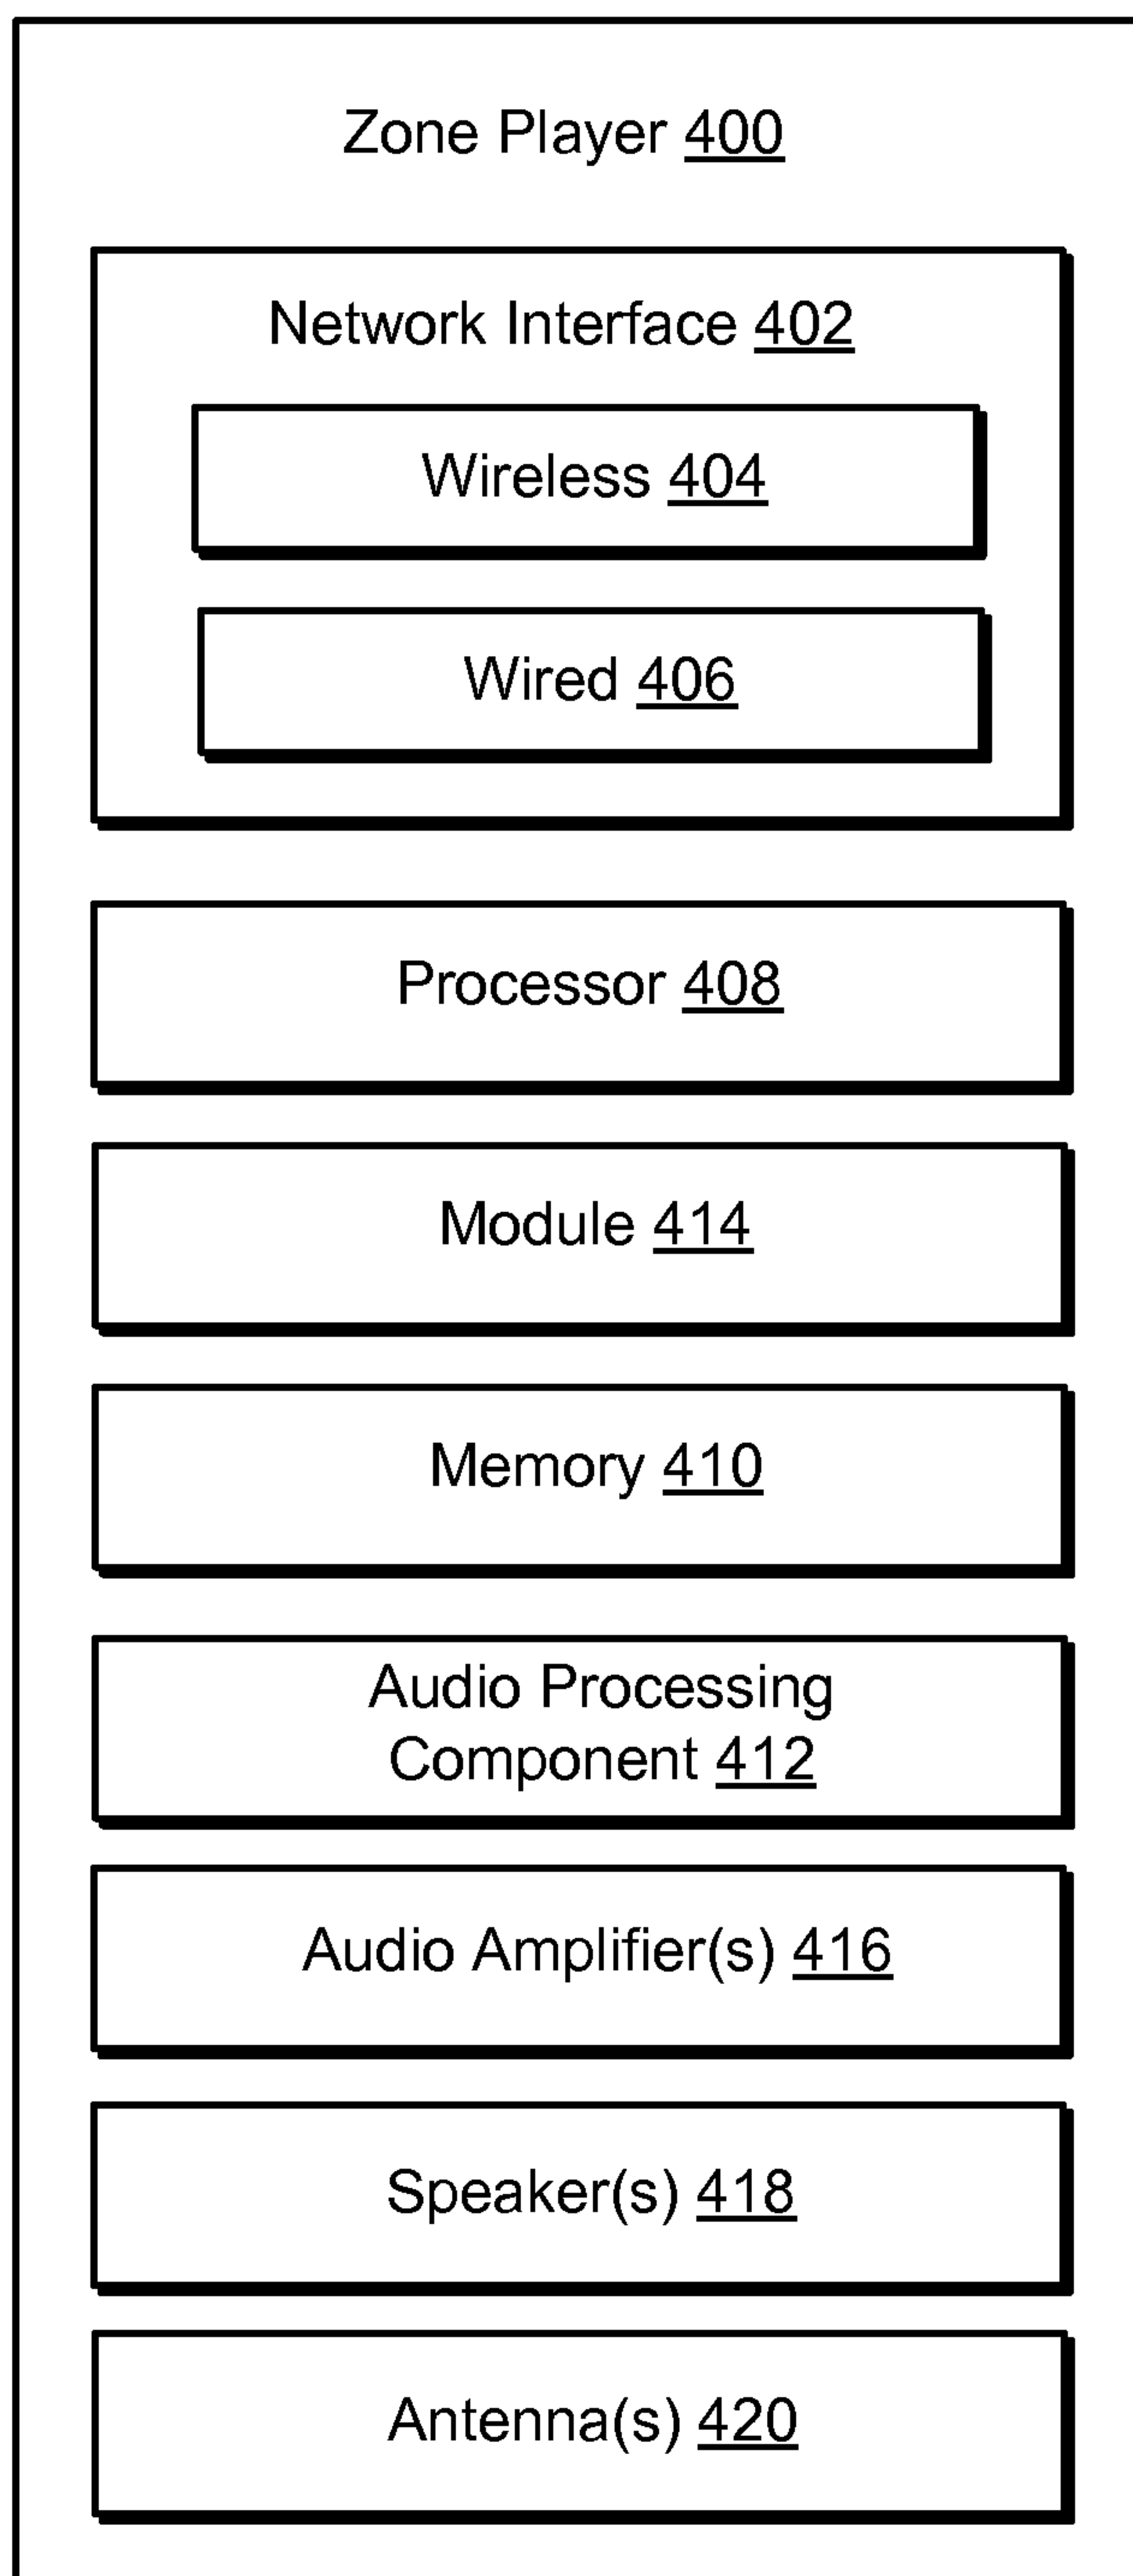 Zone Player 400
Network Interface 402
Wireless 404
Wired 406
Processor 408
Module 414
Memory 410
Audio Processing
Component 412
Audio Amplifier(s) 416
Speaker(s) 418
Antenna(s) 420